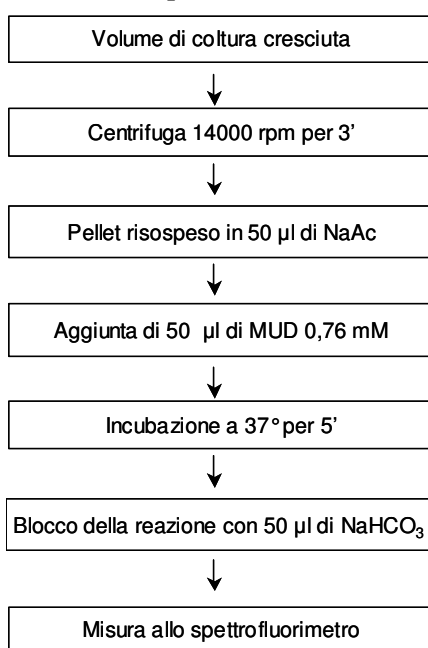 Volume di coltura cresciuta
Centrifuga 14000 rpm per 3'
Pellet risospeso in 50 µl di NaAc
Aggiunta di 50 µl di MUD 0,76 mM
Incubazione a 37° per 5'
Blocco della reazione con 50 µl di NaHCO₃
Misura allo spettrofluorimetro